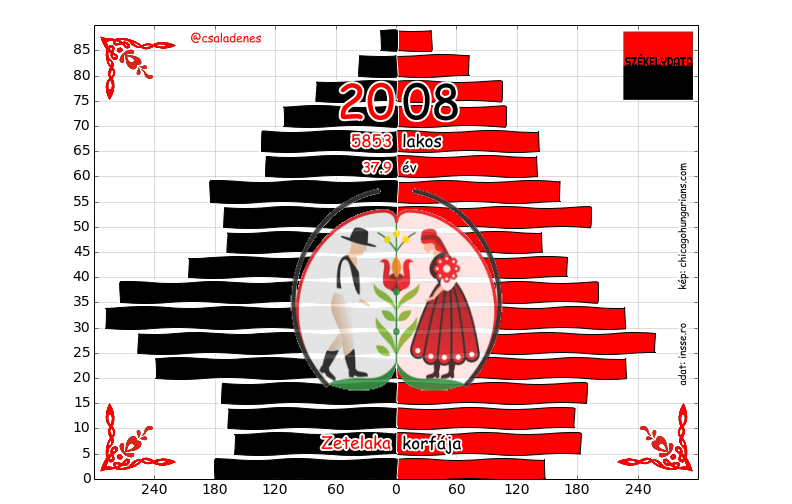 @csaladenes
SZÉKELYDATA
2008
5853 lakos
37.9 év
kép: chicagohungarians.com
adat: insse.ro
Zetelaka korfája
85
80
75
70
65
60
55
50
45
40
35
30
25
20
15
10
5
0
240 180 120 60 0 60 120 180 240